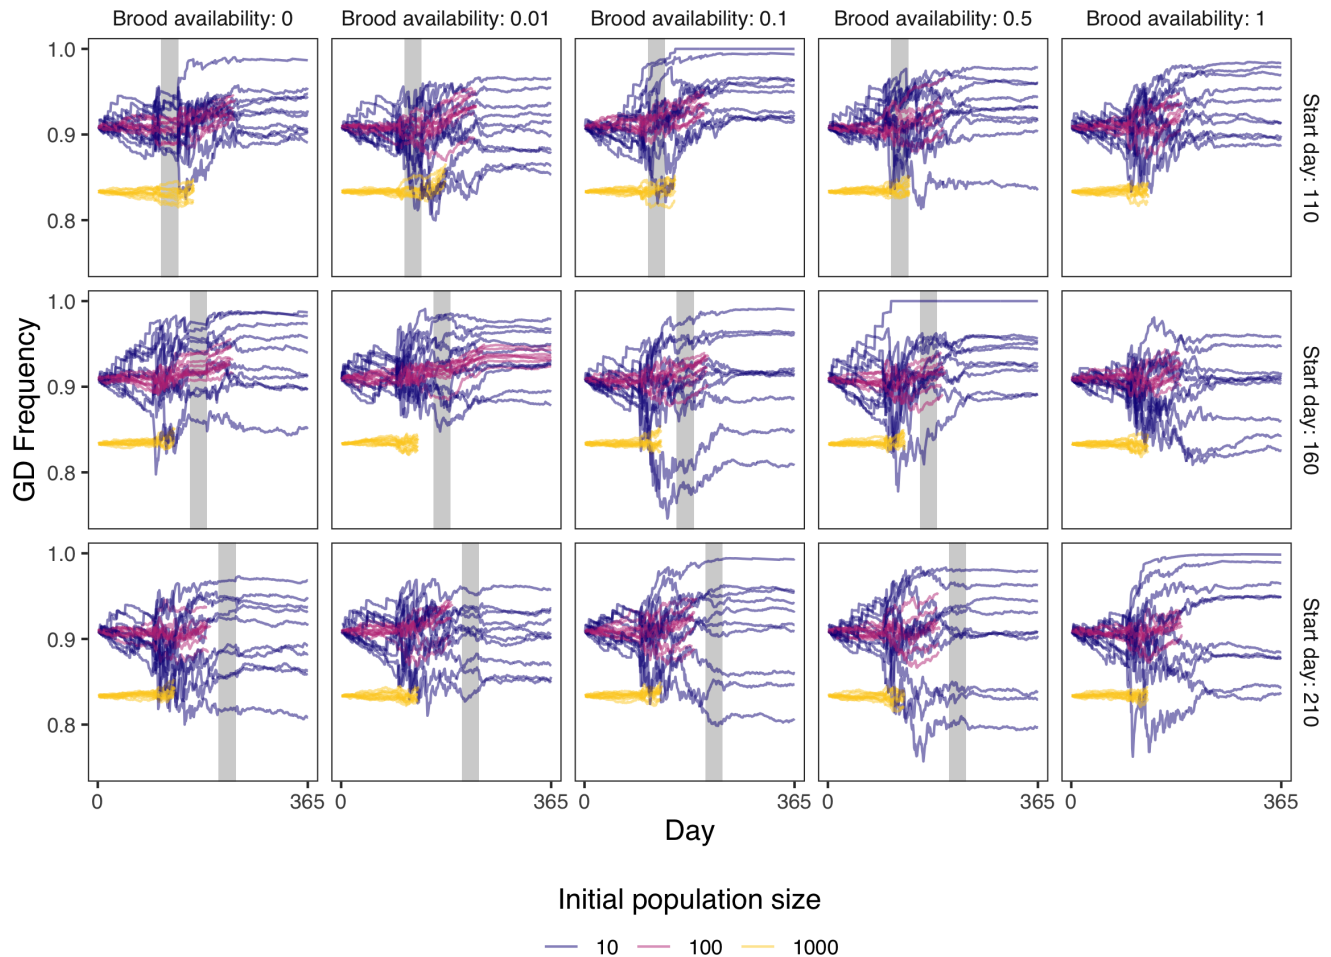 Brood availability: 0
Brood availability: 0.01
Brood availability: 0.1
Brood availability: 0.5
Brood availability: 1
1.0
0.9
0.8
Start day: 110
1.0
0.9
0.8
Start day: 160
1.0
0.9
0.8
Start day: 210
GD Frequency
0 365 0 365 0 365 0 365 0 365
Day
Initial population size
10 100 1000